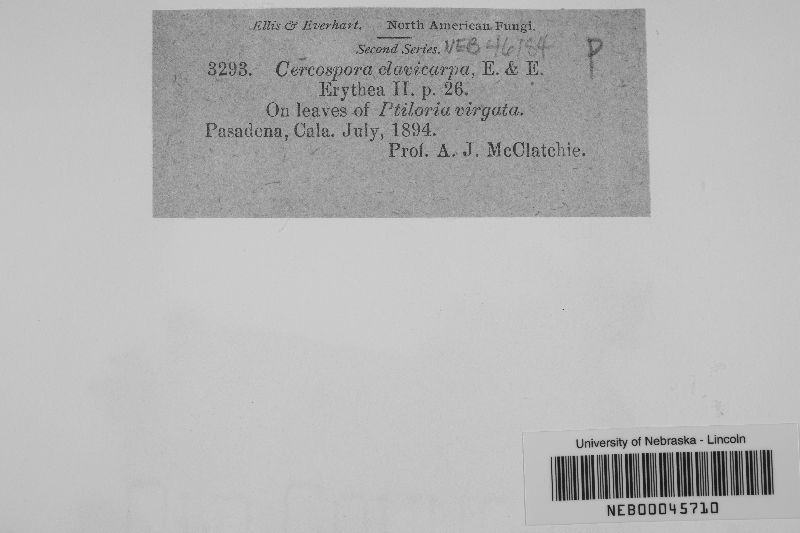 Ellis & Everhart. North American Fungi.
Second Series. NEB 46784 P
3293. Cercospora clavicarpa, E. & E.
Erythea II. p. 26.
On leaves of Ptiloria virgata.
Pasadena, Cala. July, 1894.
Prof. A. J. McClatchie.
University of Nebraska - Lincoln
NEB00045710